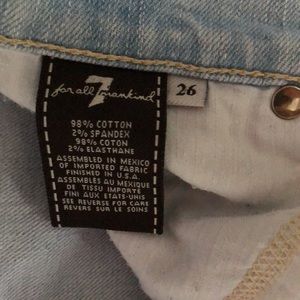 7
for all mankind
26
98% COTTON
2% SPANDEX
98% COTON
2% ELASTHANE
ASSEMBLED IN MEXICO
OF IMPORTED FABRIC
FINISHED IN U.S.A.
ASSEMBLES AU MEXIQUE
DE TISSU IMPORTE
FINI AUX ETATS-UNIS
SEE REVERSE FOR CARE
REVERS SUR LE SOINS